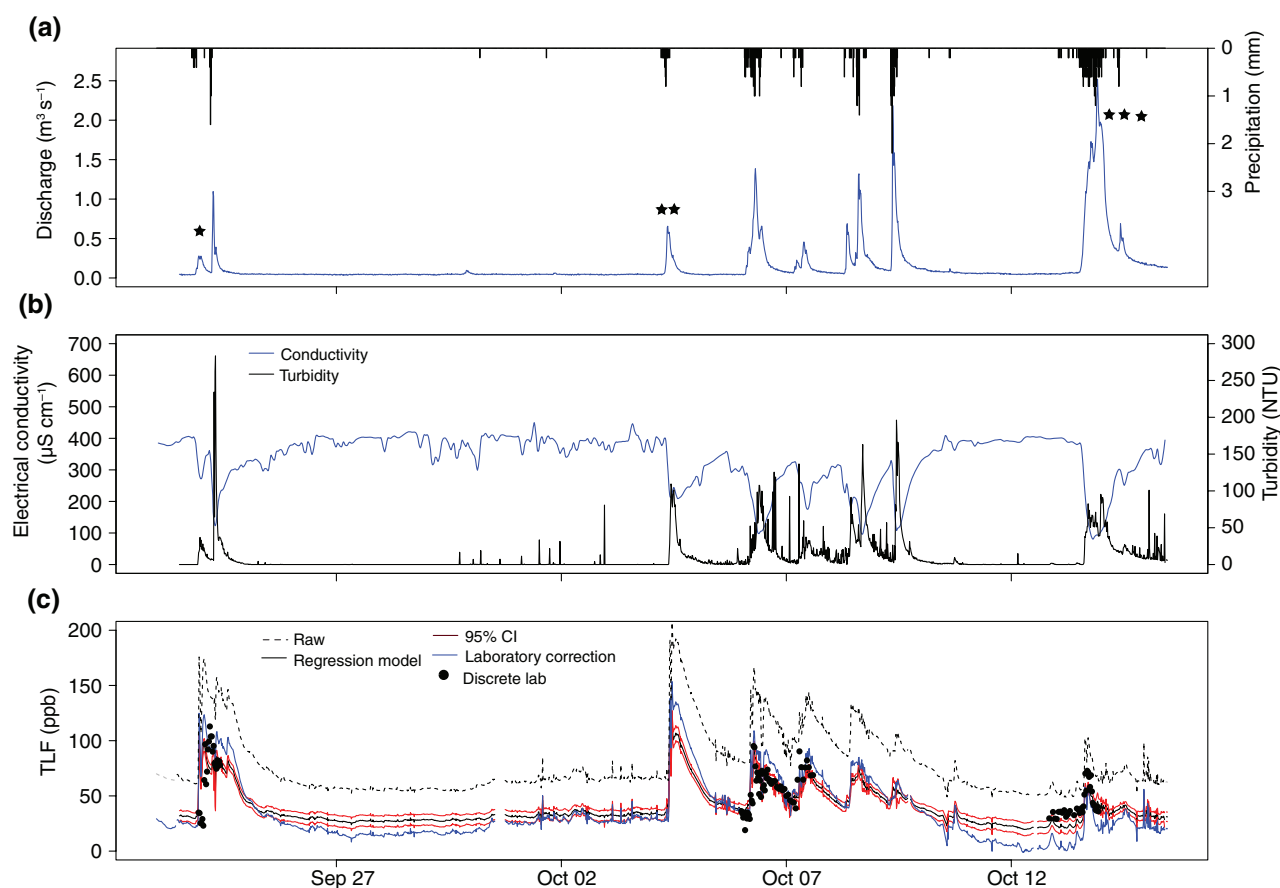 (a)
Discharge (m³ s⁻¹)
2.5
2.0
1.5
1.0
0.5
0.0
0
1
2
3
Precipitation (mm)
(b)
Electrical conductivity
(µS cm⁻¹)
700
600
500
400
300
200
100
0
Conductivity
Turbidity
300
250
200
150
100
50
0
Turbidity (NTU)
(c)
TLF (ppb)
200
150
100
50
0
Raw
Regression model
95% CI
Laboratory correction
Discrete lab
Sep 27
Oct 02
Oct 07
Oct 12